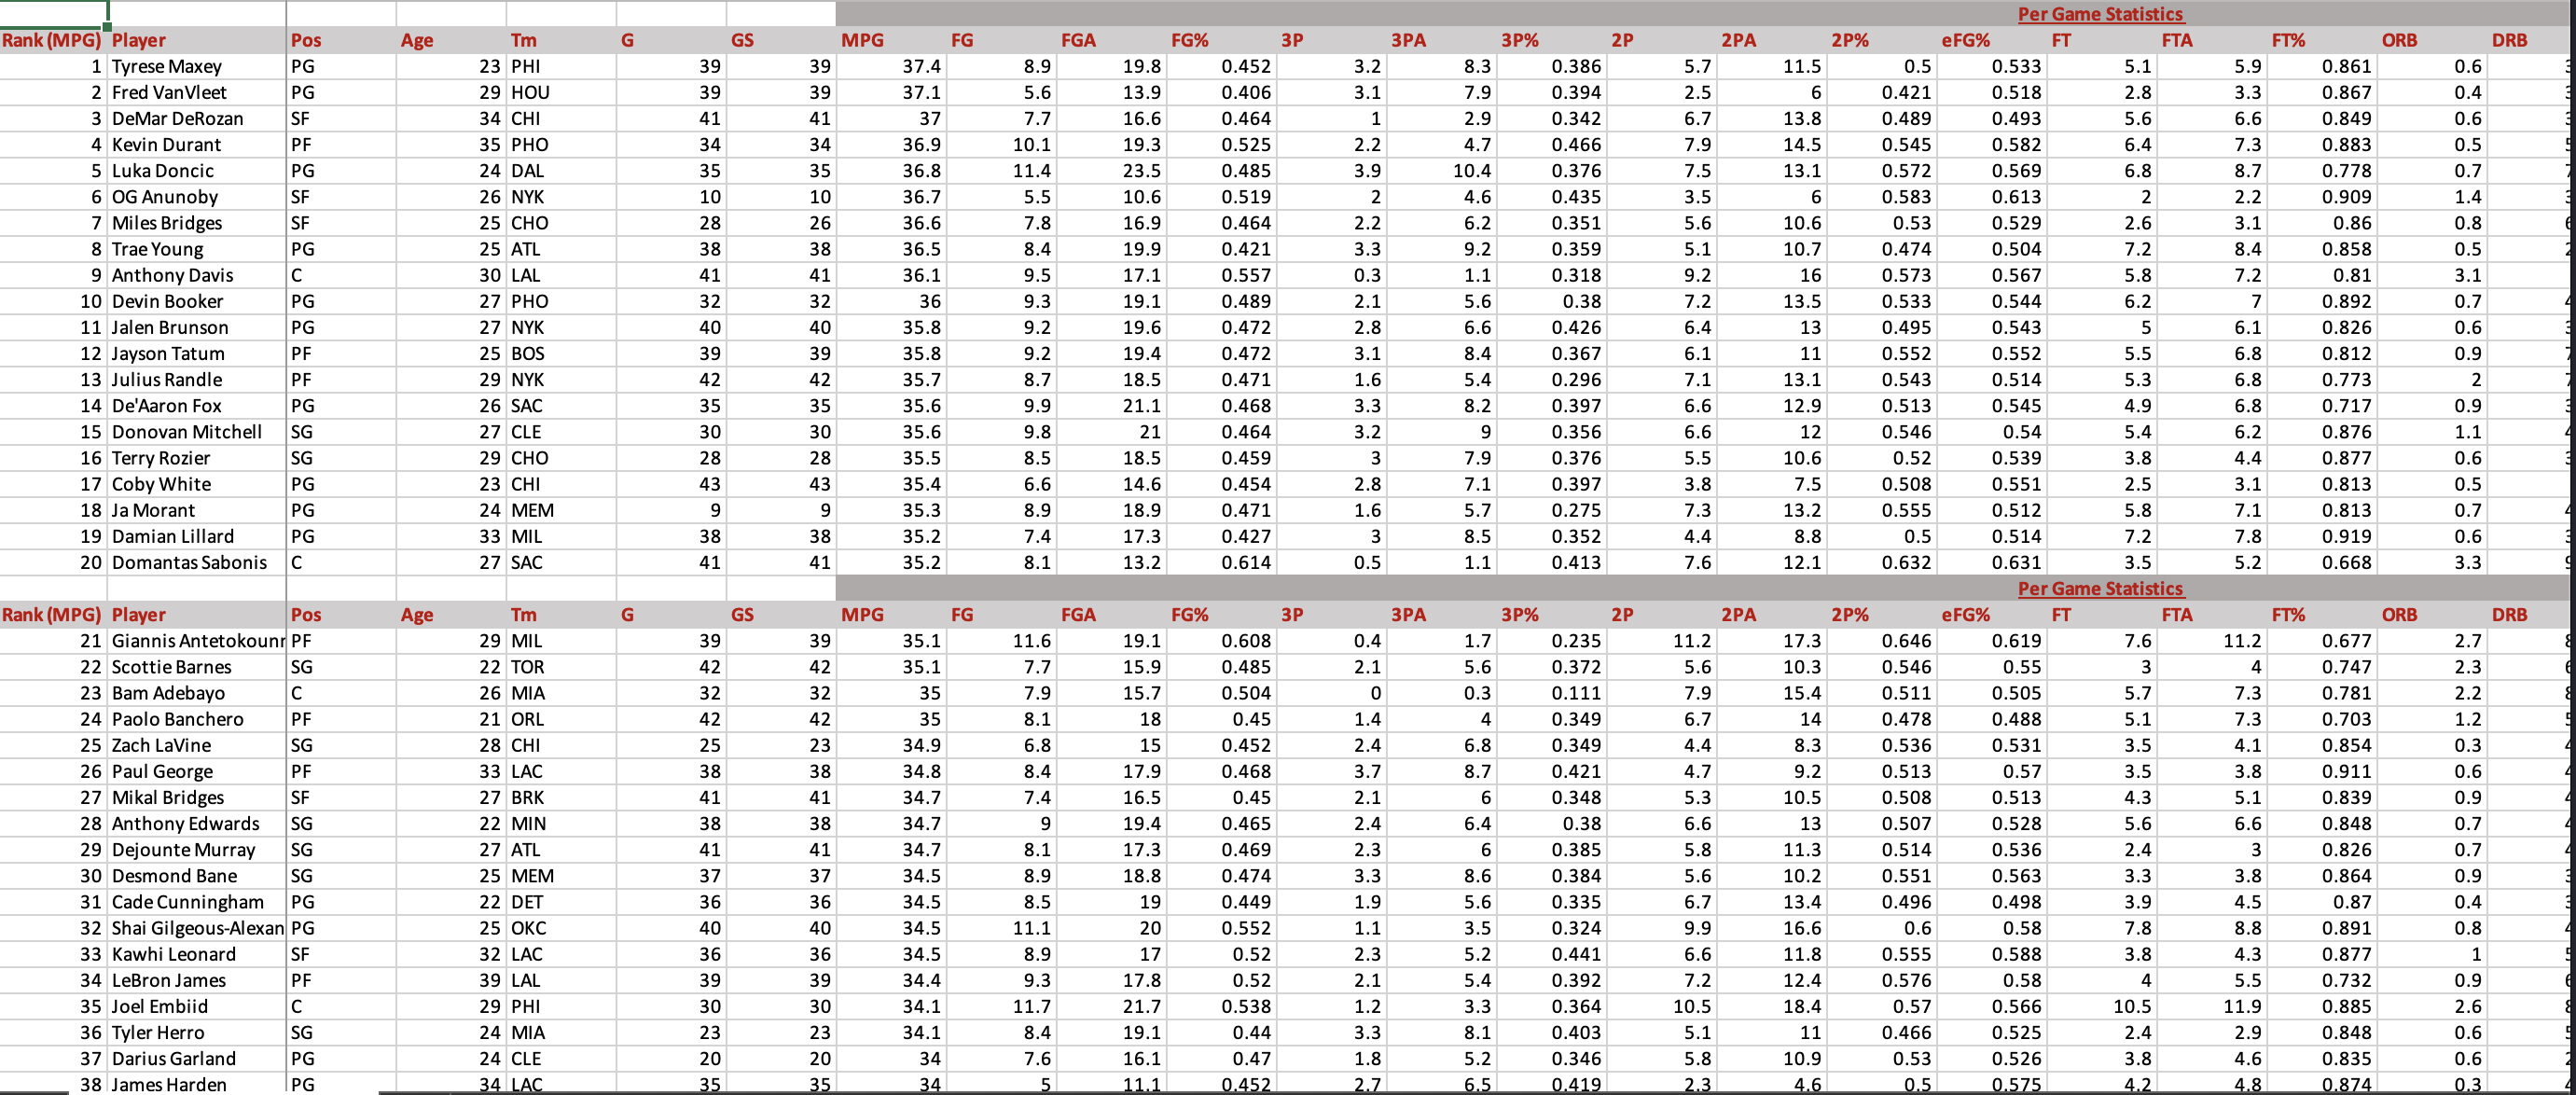 Per Game Statistics
Rank (MPG) Player Pos Age Tm G GS MPG FG FGA FG% 3P 3PA 3P% 2P 2PA 2P% eFG% FT FTA FT% ORB DRB
1 Tyrese Maxey PG 23 PHI 39 39 37.4 8.9 19.8 0.452 3.2 8.3 0.386 5.7 11.5 0.5 0.533 5.1 5.9 0.861 0.6
2 Fred VanVleet PG 29 HOU 39 39 37.1 5.6 13.9 0.406 3.1 7.9 0.394 2.5 6 0.421 0.518 2.8 3.3 0.867 0.4
3 DeMar DeRozan SF 34 CHI 41 41 37 7.7 16.6 0.464 1 2.9 0.342 6.7 13.8 0.489 0.493 5.6 6.6 0.849 0.6
4 Kevin Durant PF 35 PHO 34 34 36.9 10.1 19.3 0.525 2.2 4.7 0.466 7.9 14.5 0.545 0.582 6.4 7.3 0.883 0.5
5 Luka Doncic PG 24 DAL 35 35 36.8 11.4 23.5 0.485 3.9 10.4 0.376 7.5 13.1 0.572 0.569 6.8 8.7 0.778 0.7
6 OG Anunoby SF 26 NYK 10 10 36.7 5.5 10.6 0.519 2 4.6 0.435 3.5 6 0.583 0.613 2 2.2 0.909 1.4
7 Miles Bridges SF 25 CHO 28 26 36.6 7.8 16.9 0.464 2.2 6.2 0.351 5.6 10.6 0.53 0.529 2.6 3.1 0.86 0.8
8 Trae Young PG 25 ATL 38 38 36.5 8.4 19.9 0.421 3.3 9.2 0.359 5.1 10.7 0.474 0.504 7.2 8.4 0.858 0.5
9 Anthony Davis C 30 LAL 41 41 36.1 9.5 17.1 0.557 0.3 1.1 0.318 9.2 16 0.573 0.567 5.8 7.2 0.81 3.1
10 Devin Booker PG 27 PHO 32 32 36 9.3 19.1 0.489 2.1 5.6 0.38 7.2 13.5 0.533 0.544 6.2 7 0.892 0.7
11 Jalen Brunson PG 27 NYK 40 40 35.8 9.2 19.6 0.472 2.8 6.6 0.426 6.4 13 0.495 0.543 5 6.1 0.826 0.6
12 Jayson Tatum PF 25 BOS 39 39 35.8 9.2 19.4 0.472 3.1 8.4 0.367 6.1 11 0.552 0.552 5.5 6.8 0.812 0.9
13 Julius Randle PF 29 NYK 42 42 35.7 8.7 18.5 0.471 1.6 5.4 0.296 7.1 13.1 0.543 0.514 5.3 6.8 0.773 2
14 De'Aaron Fox PG 26 SAC 35 35 35.6 9.9 21.1 0.468 3.3 8.2 0.397 6.6 12.9 0.513 0.545 4.9 6.8 0.717 0.9
15 Donovan Mitchell SG 27 CLE 30 30 35.6 9.8 21 0.464 3.2 9 0.356 6.6 12 0.546 0.54 5.4 6.2 0.876 1.1
16 Terry Rozier SG 29 CHO 28 28 35.5 8.5 18.5 0.459 3 7.9 0.376 5.5 10.6 0.52 0.539 3.8 4.4 0.877 0.6
17 Coby White PG 23 CHI 43 43 35.4 6.6 14.6 0.454 2.8 7.1 0.397 3.8 7.5 0.508 0.551 2.5 3.1 0.813 0.5
18 Ja Morant PG 24 MEM 9 9 35.3 8.9 18.9 0.471 1.6 5.7 0.275 7.3 13.2 0.555 0.512 5.8 7.1 0.813 0.7
19 Damian Lillard PG 33 MIL 38 38 35.2 7.4 17.3 0.427 3 8.5 0.352 4.4 8.8 0.5 0.514 7.2 7.8 0.919 0.6
20 Domantas Sabonis C 27 SAC 41 41 35.2 8.1 13.2 0.614 0.5 1.1 0.413 7.6 12.1 0.632 0.631 3.5 5.2 0.668 3.3
Per Game Statistics
Rank (MPG) Player Pos Age Tm G GS MPG FG FGA FG% 3P 3PA 3P% 2P 2PA 2P% eFG% FT FTA FT% ORB DRB
21 Giannis Antetokounr PF 29 MIL 39 39 35.1 11.6 19.1 0.608 0.4 1.7 0.235 11.2 17.3 0.646 0.619 7.6 11.2 0.677 2.7
22 Scottie Barnes SG 22 TOR 42 42 35.1 7.7 15.9 0.485 2.1 5.6 0.372 5.6 10.3 0.546 0.55 3 4 0.747 2.3
23 Bam Adebayo C 26 MIA 32 32 35 7.9 15.7 0.504 0 0.3 0.111 7.9 15.4 0.511 0.505 5.7 7.3 0.781 2.2
24 Paolo Banchero PF 21 ORL 42 42 35 8.1 18 0.45 1.4 4 0.349 6.7 14 0.478 0.488 5.1 7.3 0.703 1.2
25 Zach LaVine SG 28 CHI 25 23 34.9 6.8 15 0.452 2.4 6.8 0.349 4.4 8.3 0.536 0.531 3.5 4.1 0.854 0.3
26 Paul George PF 33 LAC 38 38 34.8 8.4 17.9 0.468 3.7 8.7 0.421 4.7 9.2 0.513 0.57 3.5 3.8 0.911 0.6
27 Mikal Bridges SF 27 BRK 41 41 34.7 7.4 16.5 0.45 2.1 6 0.348 5.3 10.5 0.508 0.513 4.3 5.1 0.839 0.9
28 Anthony Edwards SG 22 MIN 38 38 34.7 9 19.4 0.465 2.4 6.4 0.38 6.6 13 0.507 0.528 5.6 6.6 0.848 0.7
29 Dejounte Murray SG 27 ATL 41 41 34.7 8.1 17.3 0.469 2.3 6 0.385 5.8 11.3 0.514 0.536 2.4 3 0.826 0.7
30 Desmond Bane SG 25 MEM 37 37 34.5 8.9 18.8 0.474 3.3 8.6 0.384 5.6 10.2 0.551 0.563 3.3 3.8 0.864 0.9
31 Cade Cunningham PG 22 DET 36 36 34.5 8.5 19 0.449 1.9 5.6 0.335 6.7 13.4 0.496 0.498 3.9 4.5 0.87 0.4
32 Shai Gilgeous-Alexan PG 25 OKC 40 40 34.5 11.1 20 0.552 1.1 3.5 0.324 9.9 16.6 0.6 0.58 7.8 8.8 0.891 0.8
33 Kawhi Leonard SF 32 LAC 36 36 34.5 8.9 17 0.52 2.3 5.2 0.441 6.6 11.8 0.555 0.588 3.8 4.3 0.877 1
34 LeBron James PF 39 LAL 39 39 34.4 9.3 17.8 0.52 2.1 5.4 0.392 7.2 12.4 0.576 0.58 4 5.5 0.732 0.9
35 Joel Embiid C 29 PHI 30 30 34.1 11.7 21.7 0.538 1.2 3.3 0.364 10.5 18.4 0.57 0.566 10.5 11.9 0.885 2.6
36 Tyler Herro SG 24 MIA 23 23 34.1 8.4 19.1 0.44 3.3 8.1 0.403 5.1 11 0.466 0.525 2.4 2.9 0.848 0.6
37 Darius Garland PG 24 CLE 20 20 34 7.6 16.1 0.47 1.8 5.2 0.346 5.8 10.9 0.53 0.526 3.8 4.6 0.835 0.6
38 James Harden PG 34 LAC 35 35 34 5 11.1 0.452 2.7 6.5 0.419 2.3 4.6 0.5 0.575 4.2 4.8 0.874 0.3